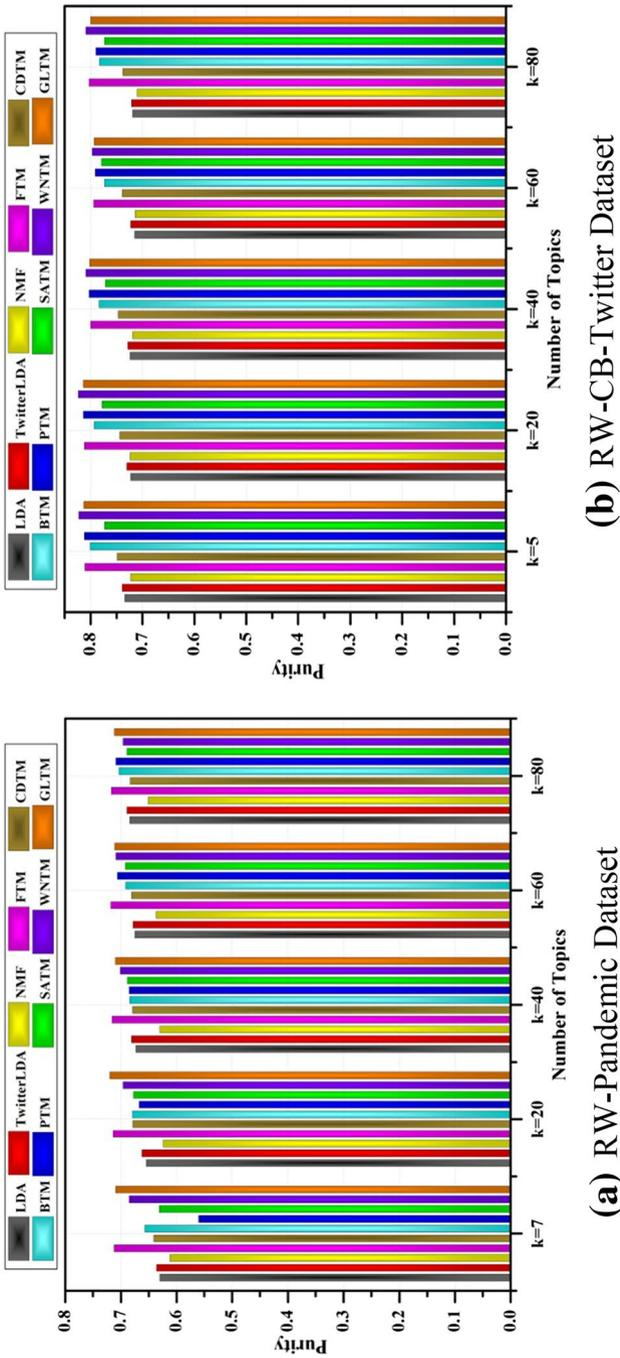 LDA TwitterLDA NMF FTM CDTM
BTM PTM SATM WNTM GLTM
Purity
0.8
0.7
0.6
0.5
0.4
0.3
0.2
0.1
0.0
k=7 k=20 k=40 k=60 k=80
Number of Topics
(a) RW-Pandemic Dataset
LDA TwitterLDA NMF FTM CDTM
BTM PTM SATM WNTM GLTM
Purity
0.8
0.7
0.6
0.5
0.4
0.3
0.2
0.1
0.0
k=5 k=20 k=40 k=60 k=80
Number of Topics
(b) RW-CB-Twitter Dataset